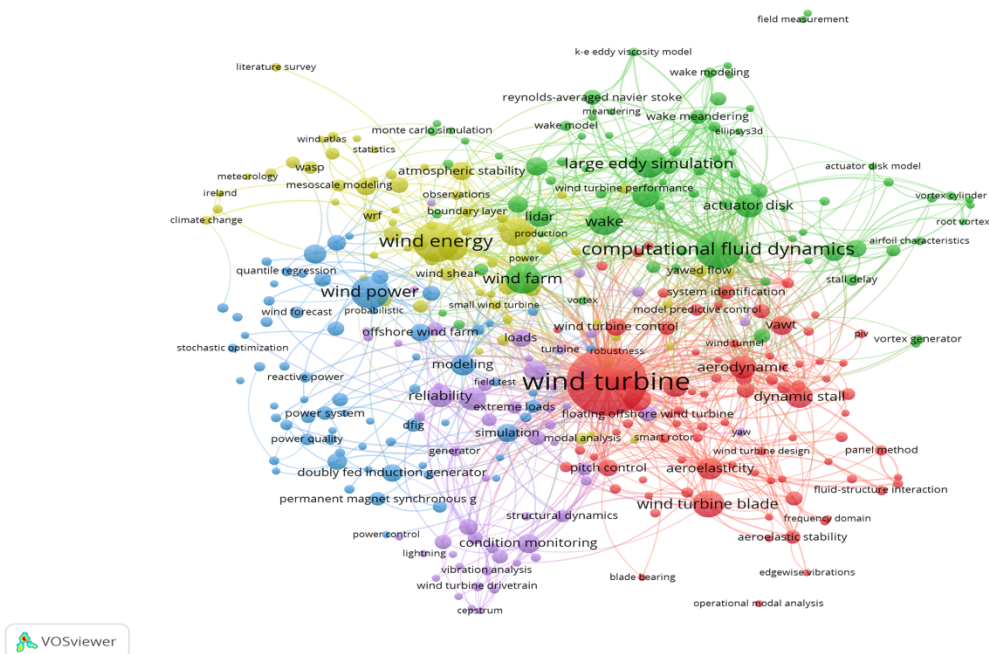 field measurement
k-e eddy viscosity model
literature survey
wake modeling
reynolds-averaged navier stoke
meandering
wake meandering
wake model
monte carlo simulation
ellipsys3d
wind atlas
statistics
wasp
atmospheric stability
large eddy simulation
actuator disk model
meteorology
mesoscale modeling
wind turbine performance
ireland
observations
vortex cylinder
actuator disk
wrf
boundary layer
lidar
wake
climate change
root vortex
production
wind energy
computational fluid dynamics
airfoil characteristics
power
quantile regression
wind shear
wind farm
yawed flow
stall delay
wind power
system identification
probabilistic
small wind turbine
vortex
model predictive control
wind forecast
offshore wind farm
wind turbine control
vawt
piv
vortex generator
loads
wind tunnel
stochastic optimization
turbine
robustness
modeling
aerodynamic
reactive power
field test
wind turbine
reliability
dynamic stall
extreme loads
power system
floating offshore wind turbine
dfig
simulation
yaw
power quality
modal analysis
smart rotor
generator
wind turbine design
panel method
doubly fed induction generator
pitch control
aeroelasticity
fluid-structure interaction
permanent magnet synchronous g
wind turbine blade
structural dynamics
frequency domain
power control
aeroelastic stability
condition monitoring
lightning
vibration analysis
blade bearing
edgewise vibrations
wind turbine drivetrain
cepstrum
operational modal analysis
VOSviewer